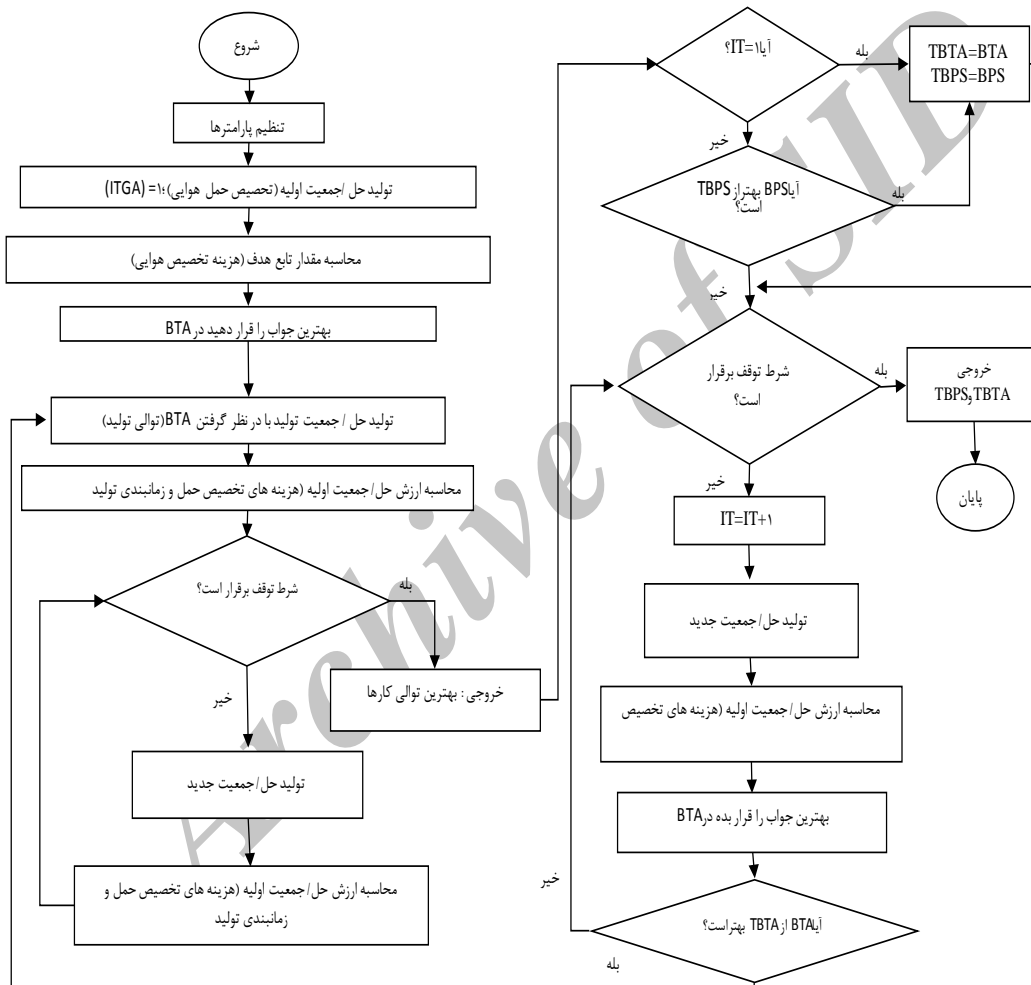 شروع
تنظیم پارامترها
تولید حل /جمعیت اولیه (تخصیص حمل هوایی)؛۱= (ITGA)
محاسبه مقدار تابع هدف (هزینه تخصیص هوایی)
بهترین جواب را قرار دهید در BTA
تولید حل / جمعیت تولید با در نظر گرفتن BTA(توالی تولید)
محاسبه ارزش حل/جمعیت اولیه (هزینه های تخصیص حمل و زمانبندی تولید
شرط توقف برقرار است؟
بله
خیر
خروجی: بهترین توالی کارها
تولید حل/جمعیت جدید
محاسبه ارزش حل/جمعیت اولیه (هزینه های تخصیص حمل و
زمانبندی تولید
آیا۱=IT؟
بله
خیر
TBTA=BTA
TBPS=BPS
آیاBPS بهتراز TBPS
است؟
بله
خیر
شرط توقف برقرار
است؟
بله
خیر
خروجی
TBTAوTBPS
پایان
IT=IT+۱
تولید حل/جمعیت جدید
محاسبه ارزش حل/جمعیت اولیه (هزینه های تخصیص
بهترین جواب را قرار بده درBTA
آیاBTA از TBTA بهتراست؟
خیر
بله
Archive of SID